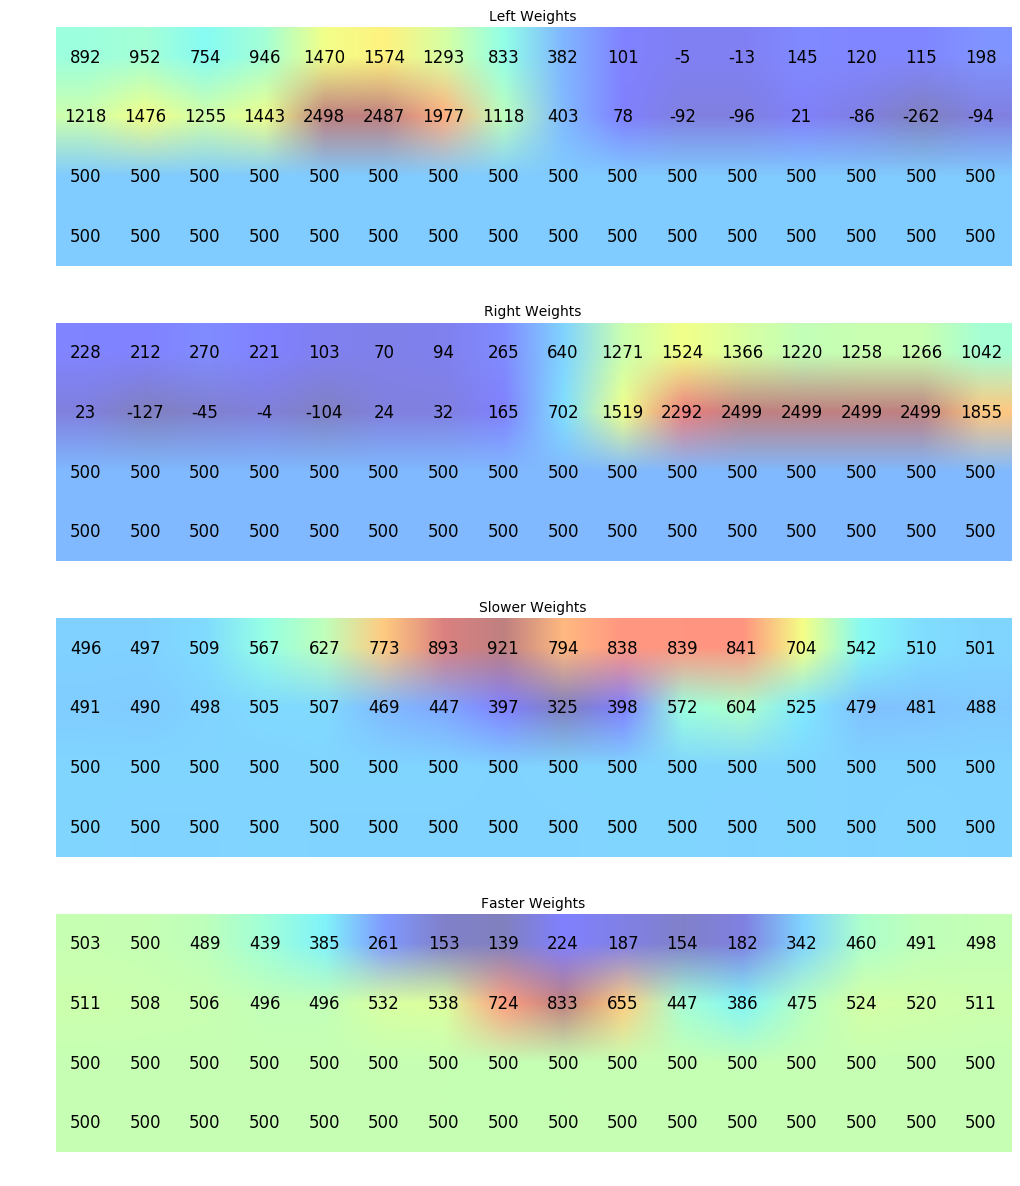 Left Weights
892 952 754 946 1470 1574 1293 833 382 101 -5 -13 145 120 115 198
1218 1476 1255 1443 2498 2487 1977 1118 403 78 -92 -96 21 -86 -262 -94
500 500 500 500 500 500 500 500 500 500 500 500 500 500 500 500
500 500 500 500 500 500 500 500 500 500 500 500 500 500 500 500
Right Weights
228 212 270 221 103 70 94 265 640 1271 1524 1366 1220 1258 1266 1042
23 -127 -45 -4 -104 24 32 165 702 1519 2292 2499 2499 2499 2499 1855
500 500 500 500 500 500 500 500 500 500 500 500 500 500 500 500
500 500 500 500 500 500 500 500 500 500 500 500 500 500 500 500
Slower Weights
496 497 509 567 627 773 893 921 794 838 839 841 704 542 510 501
491 490 498 505 507 469 447 397 325 398 572 604 525 479 481 488
500 500 500 500 500 500 500 500 500 500 500 500 500 500 500 500
500 500 500 500 500 500 500 500 500 500 500 500 500 500 500 500
Faster Weights
503 500 489 439 385 261 153 139 224 187 154 182 342 460 491 498
511 508 506 496 496 532 538 724 833 655 447 386 475 524 520 511
500 500 500 500 500 500 500 500 500 500 500 500 500 500 500 500
500 500 500 500 500 500 500 500 500 500 500 500 500 500 500 500